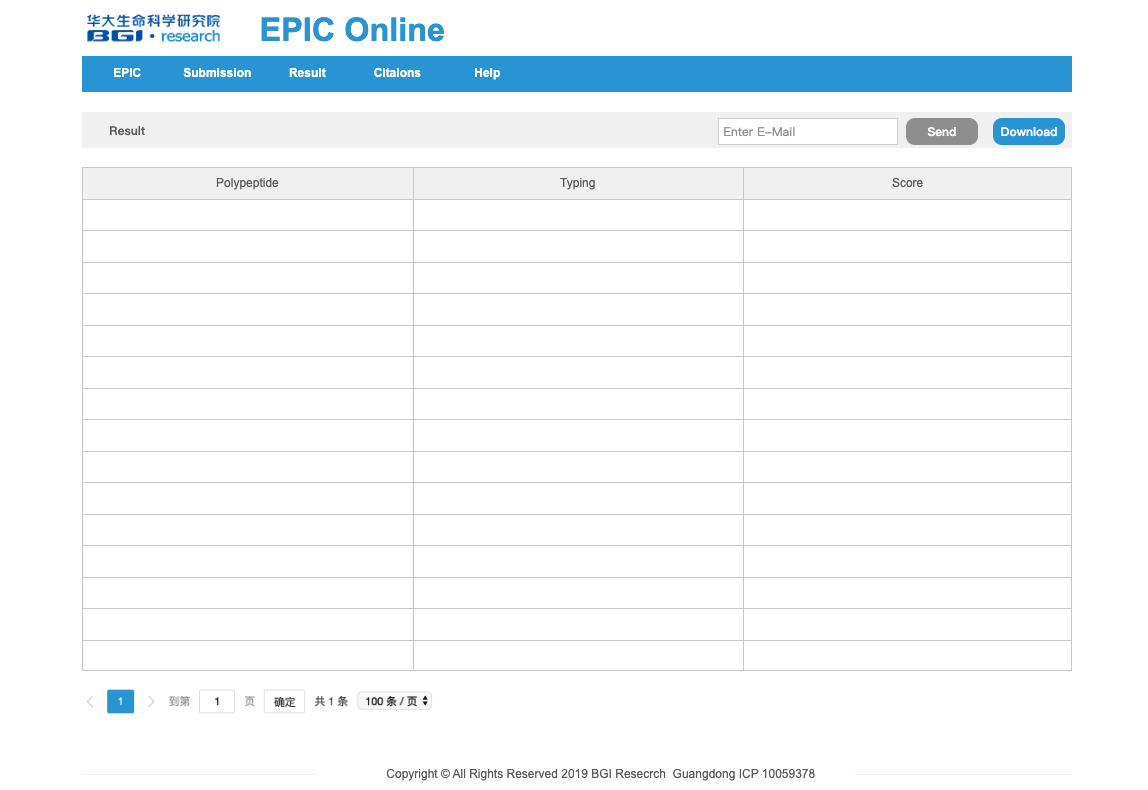 华大生命科学研究院
BGI · research
EPIC Online
EPIC Submission Result Citaions Help
Result Enter E-Mail Send Download
Polypeptide Typing Score
1 到第 1 页 确定 共 1 条 100 条 / 页
Copyright © All Rights Reserved 2019 BGI Resecrch Guangdong ICP 10059378